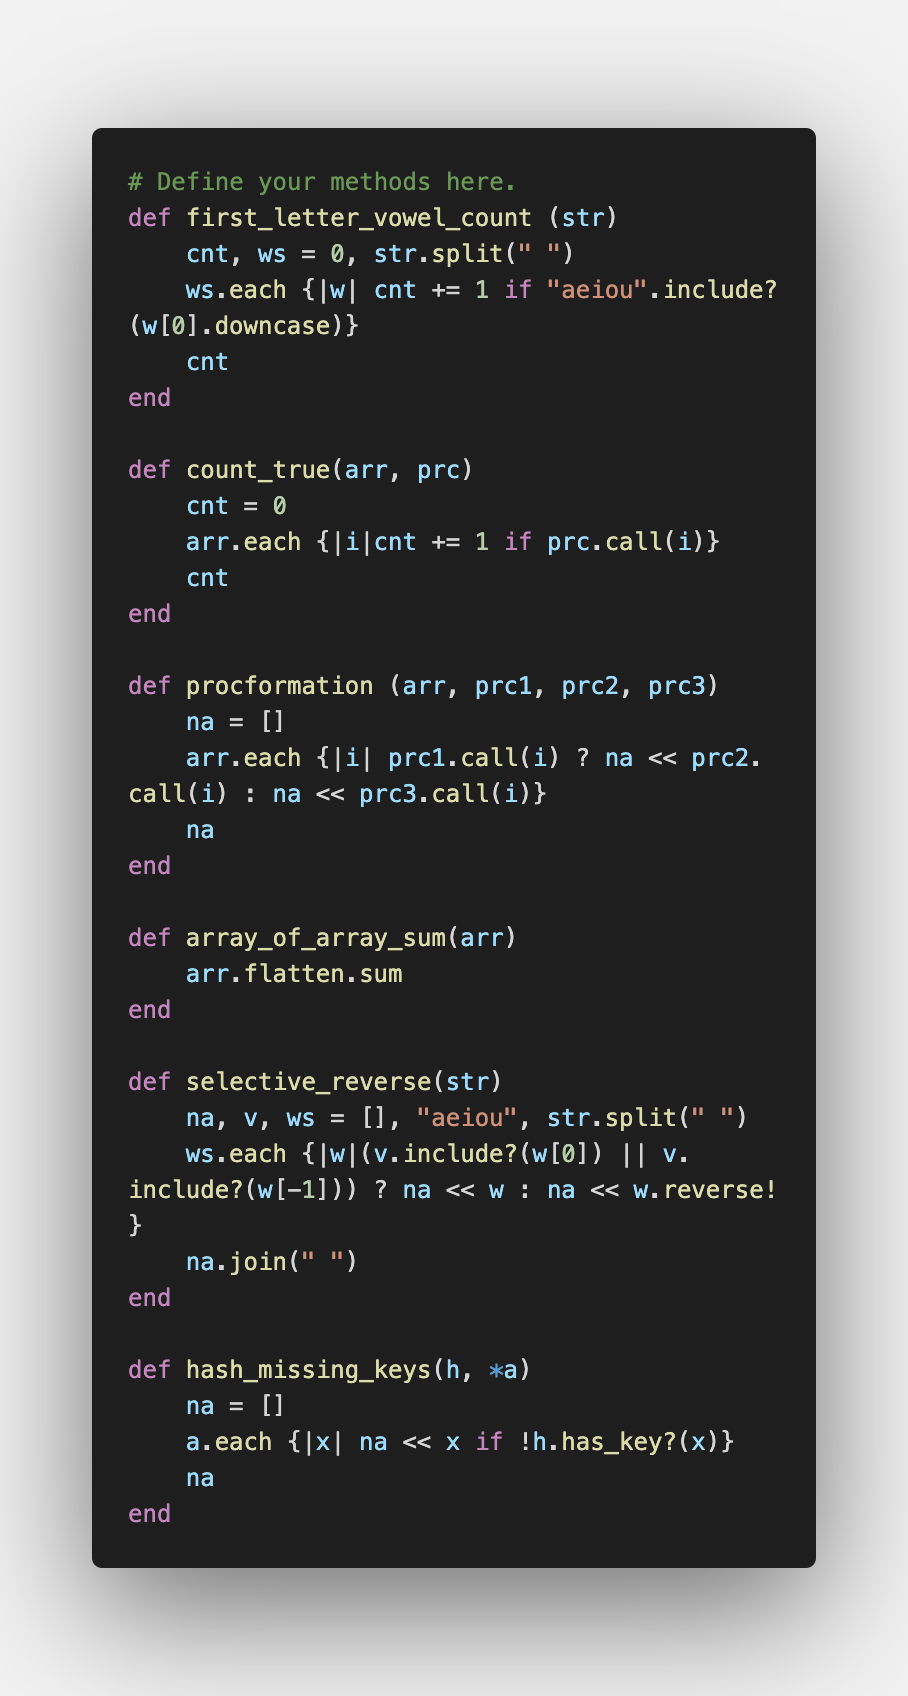 # Define your methods here.
def first_letter_vowel_count (str)
    cnt, ws = 0, str.split(" ")
    ws.each {|w| cnt += 1 if "aeiou".include?
(w[0].downcase)}
    cnt
end

def count_true(arr, prc)
    cnt = 0
    arr.each {|i|cnt += 1 if prc.call(i)}
    cnt
end

def procformation (arr, prc1, prc2, prc3)
    na = []
    arr.each {|i| prc1.call(i) ? na << prc2.
call(i) : na << prc3.call(i)}
    na
end

def array_of_array_sum(arr)
    arr.flatten.sum
end

def selective_reverse(str)
    na, v, ws = [], "aeiou", str.split(" ")
    ws.each {|w|(v.include?(w[0]) || v.
include?(w[-1])) ? na << w : na << w.reverse!
}
    na.join(" ")
end

def hash_missing_keys(h, *a)
    na = []
    a.each {|x| na << x if !h.has_key?(x)}
    na
end